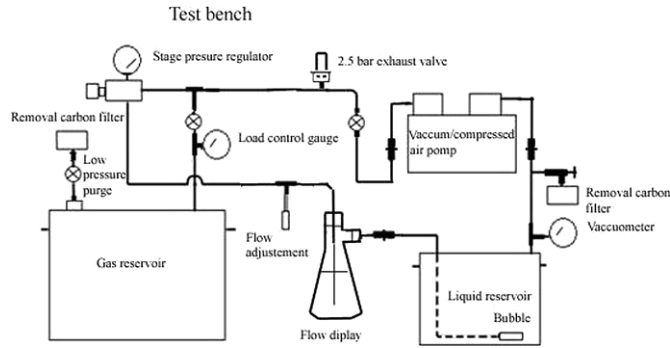 Test bench
Stage presure regulator
2.5 bar exhaust valve
Removal carbon filter
Load control gauge
Vaccum/compressed
air pomp
Low
pressure
purge
Removal carbon
filter
Flow
adjustement
Vaccuometer
Gas reservoir
Liquid reservoir
Bubble
Flow diplay